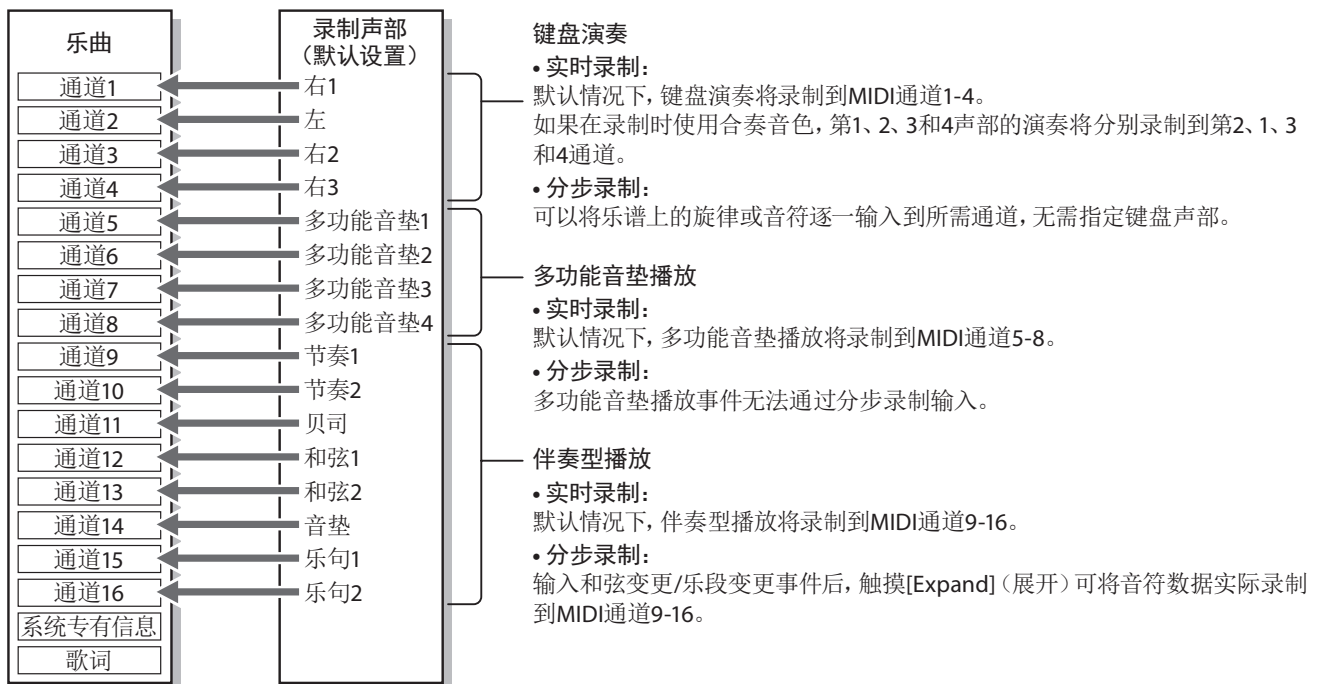 乐曲
通道1
通道2
通道3
通道4
通道5
通道6
通道7
通道8
通道9
通道10
通道11
通道12
通道13
通道14
通道15
通道16
系统专有信息
歌词
录制声部
（默认设置）
右1
左
右2
右3
多功能音垫1
多功能音垫2
多功能音垫3
多功能音垫4
节奏1
节奏2
贝司
和弦1
和弦2
音垫
乐句1
乐句2
键盘演奏
• 实时录制：
默认情况下，键盘演奏将录制到MIDI通道1-4。
如果在录制时使用合奏音色，第1、2、3和4声部的演奏将分别录制到第2、1、3
和4通道。
• 分步录制：
可以将乐谱上的旋律或音符逐一输入到所需通道，无需指定键盘声部。
多功能音垫播放
• 实时录制：
默认情况下，多功能音垫播放将录制到MIDI通道5-8。
• 分步录制：
多功能音垫播放事件无法通过分步录制输入。
伴奏型播放
• 实时录制：
默认情况下，伴奏型播放将录制到MIDI通道9-16。
• 分步录制：
输入和弦变更/乐段变更事件后，触摸[Expand]（展开）可将音符数据实际录制
到MIDI通道9-16。